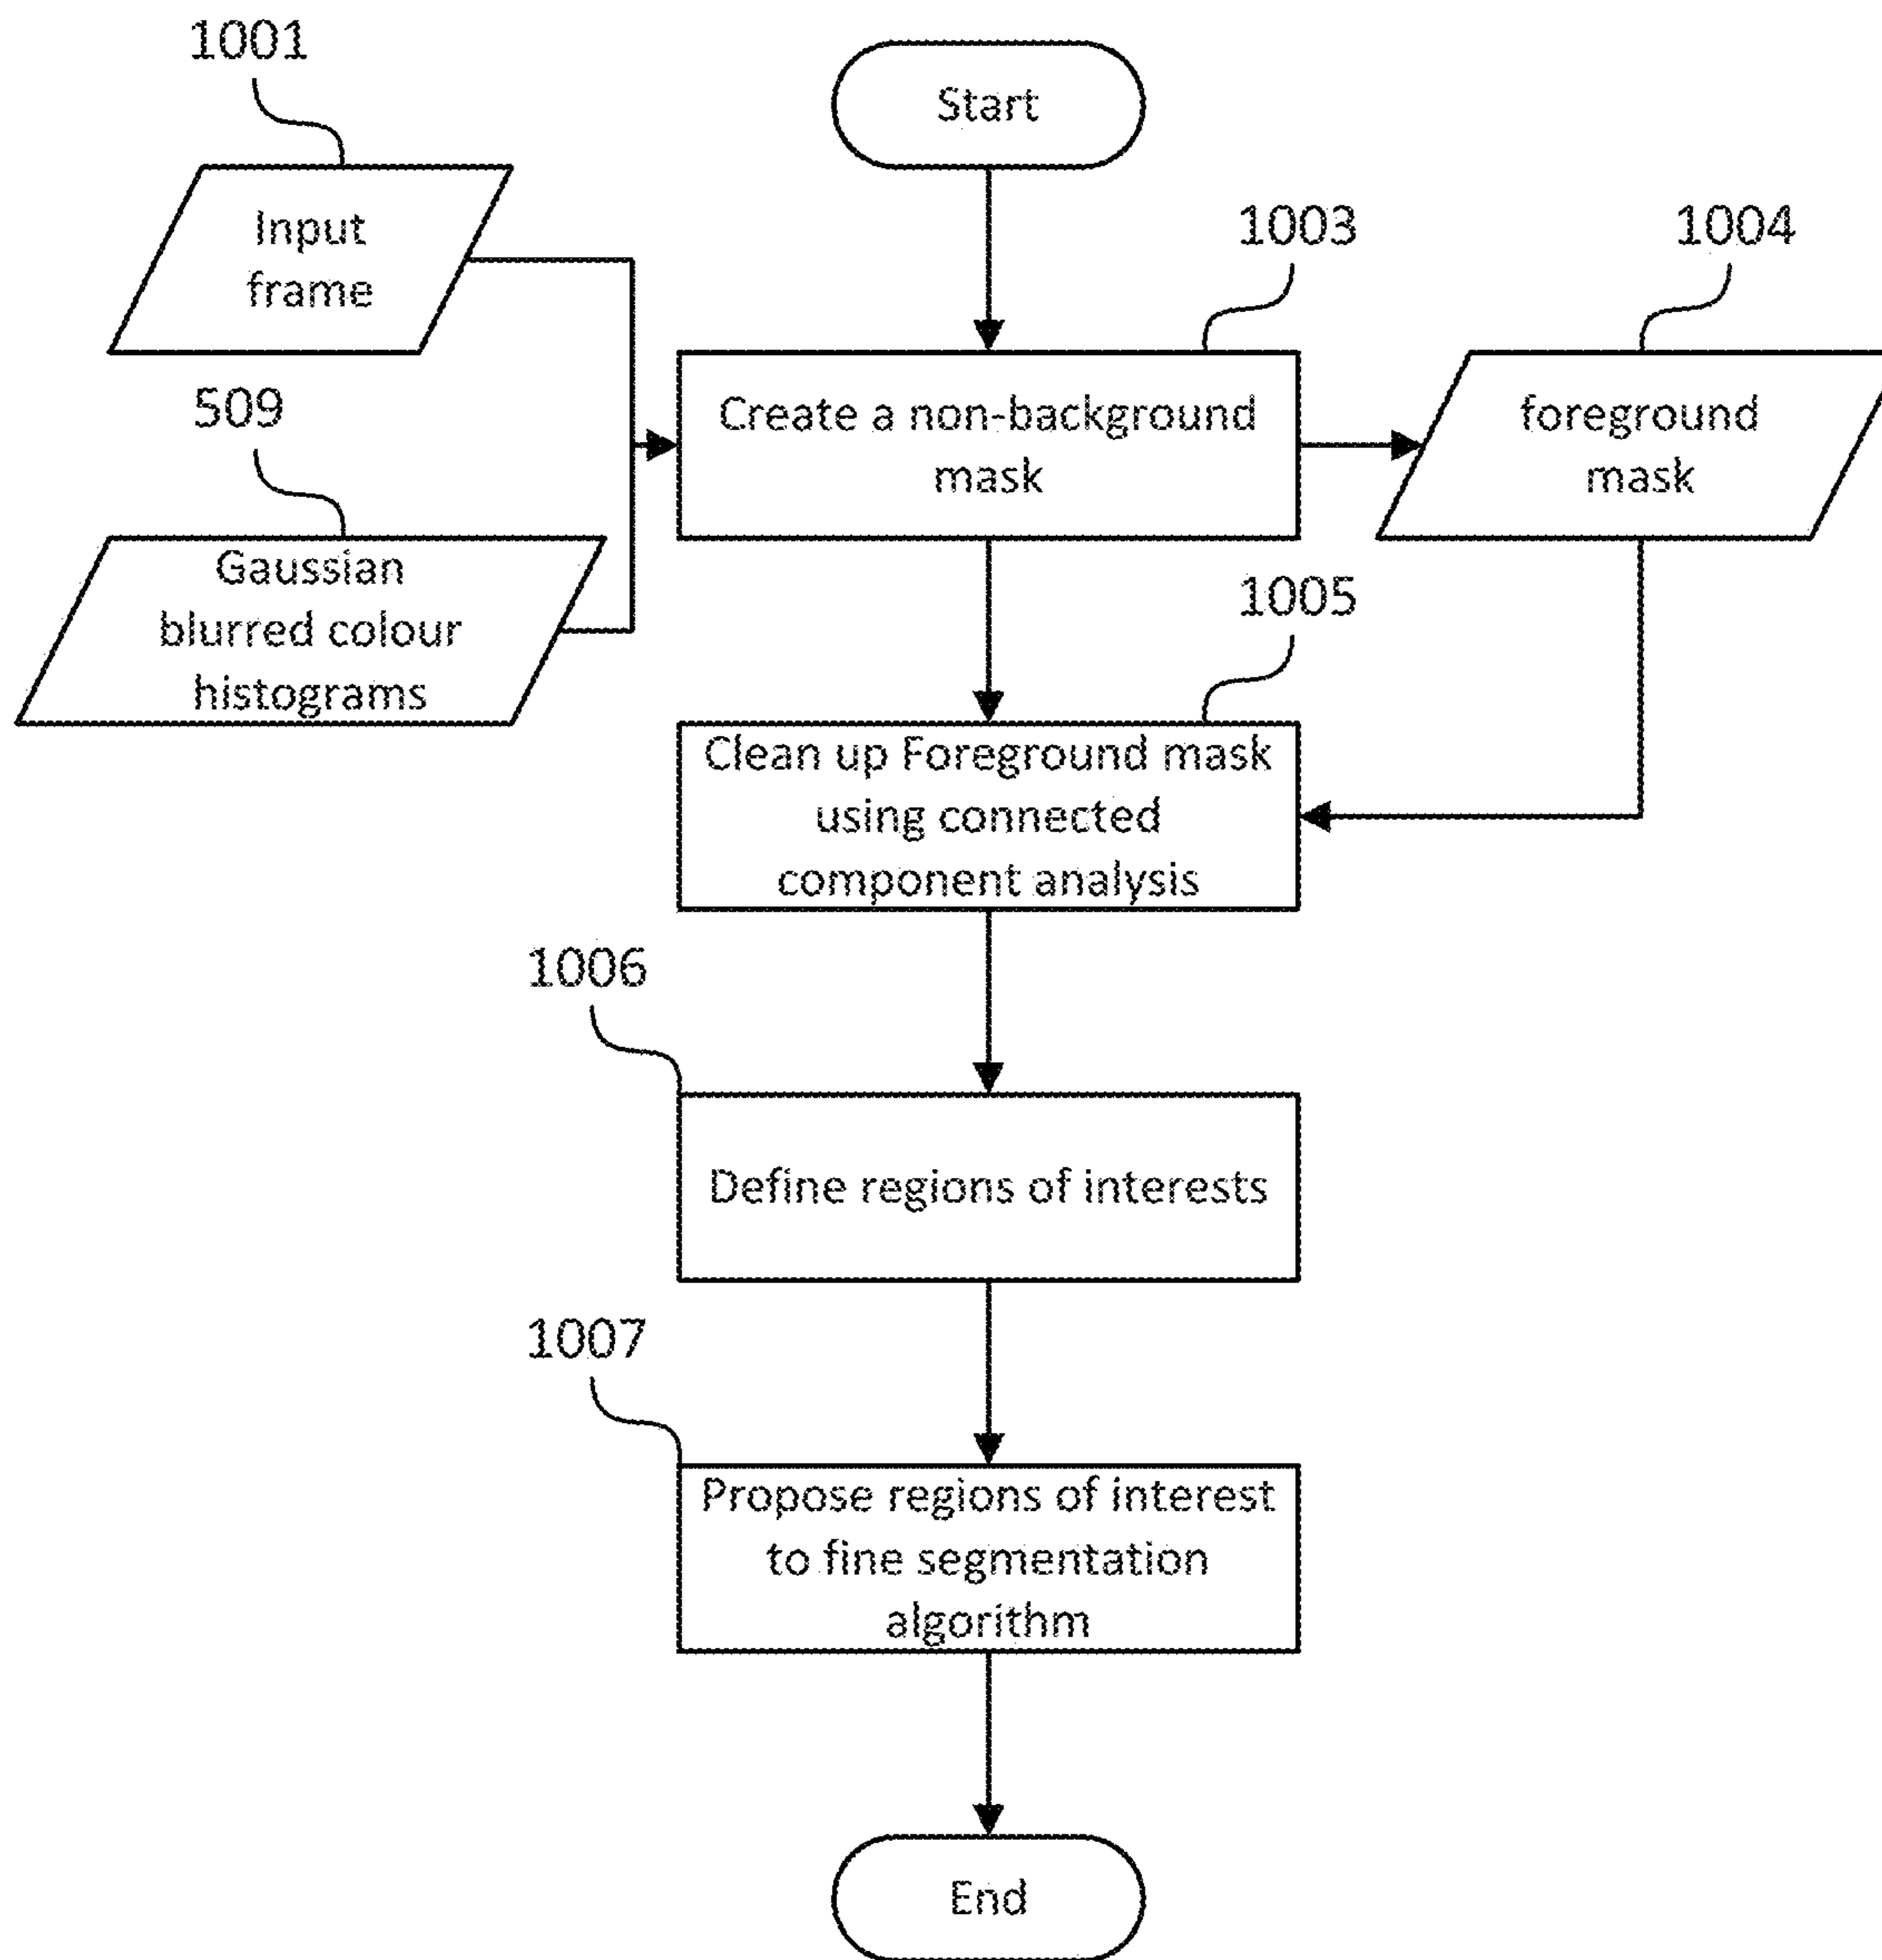 1001
Start
Input
frame
1003
1004
509
Create a non-background
mask
foreground
mask
Gaussian
blurred colour
histograms
1005
Clean up Foreground mask
using connected
component analysis
1006
Define regions of interests
1007
Propose regions of interest
to fine segmentation
algorithm
End